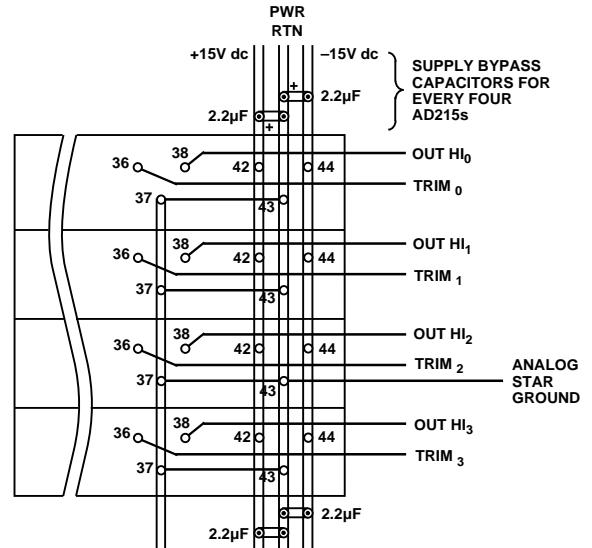 PWR
RTN
+15V dc
–15V dc
+
2.2µF
2.2µF
+
SUPPLY BYPASS
CAPACITORS FOR
EVERY FOUR
AD215s
36
38
42
44
OUT HI0
TRIM 0
37
43
36
38
42
44
OUT HI1
TRIM 1
37
43
36
38
42
44
OUT HI2
TRIM 2
37
43
ANALOG
STAR
GROUND
36
38
42
44
OUT HI3
TRIM 3
37
43
2.2µF
2.2µF